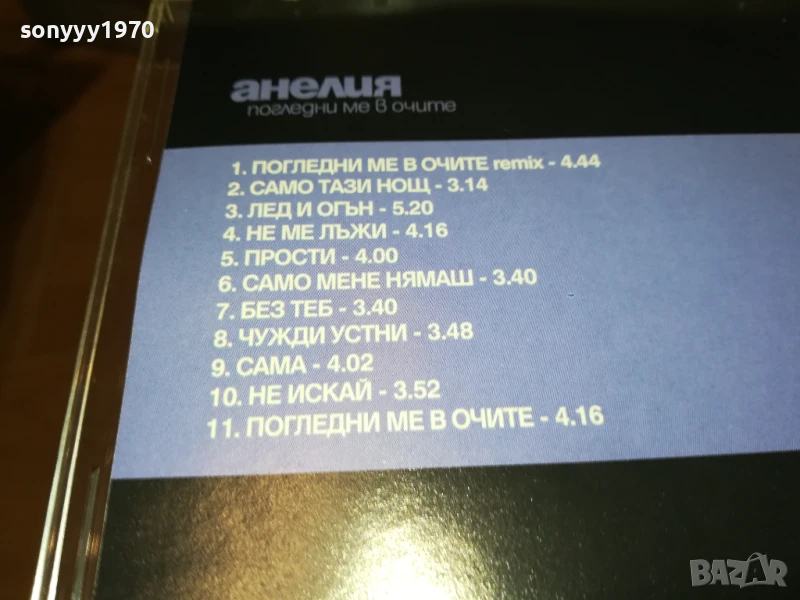 sonyyy1970
анелия
погледни ме в очите
1. ПОГЛЕДНИ МЕ В ОЧИТЕ remix - 4.44
2. САМО ТАЗИ НОЩ - 3.14
3. ЛЕД И ОГЪН - 5.20
4. НЕ МЕ ЛЪЖИ - 4.16
5. ПРОСТИ - 4.00
6. САМО МЕНЕ НЯМАШ - 3.40
7. БЕЗ ТЕБ - 3.40
8. ЧУЖДИ УСТНИ - 3.48
9. САМА - 4.02
10. НЕ ИСКАЙ - 3.52
11. ПОГЛЕДНИ МЕ В ОЧИТЕ - 4.16
BAZAR